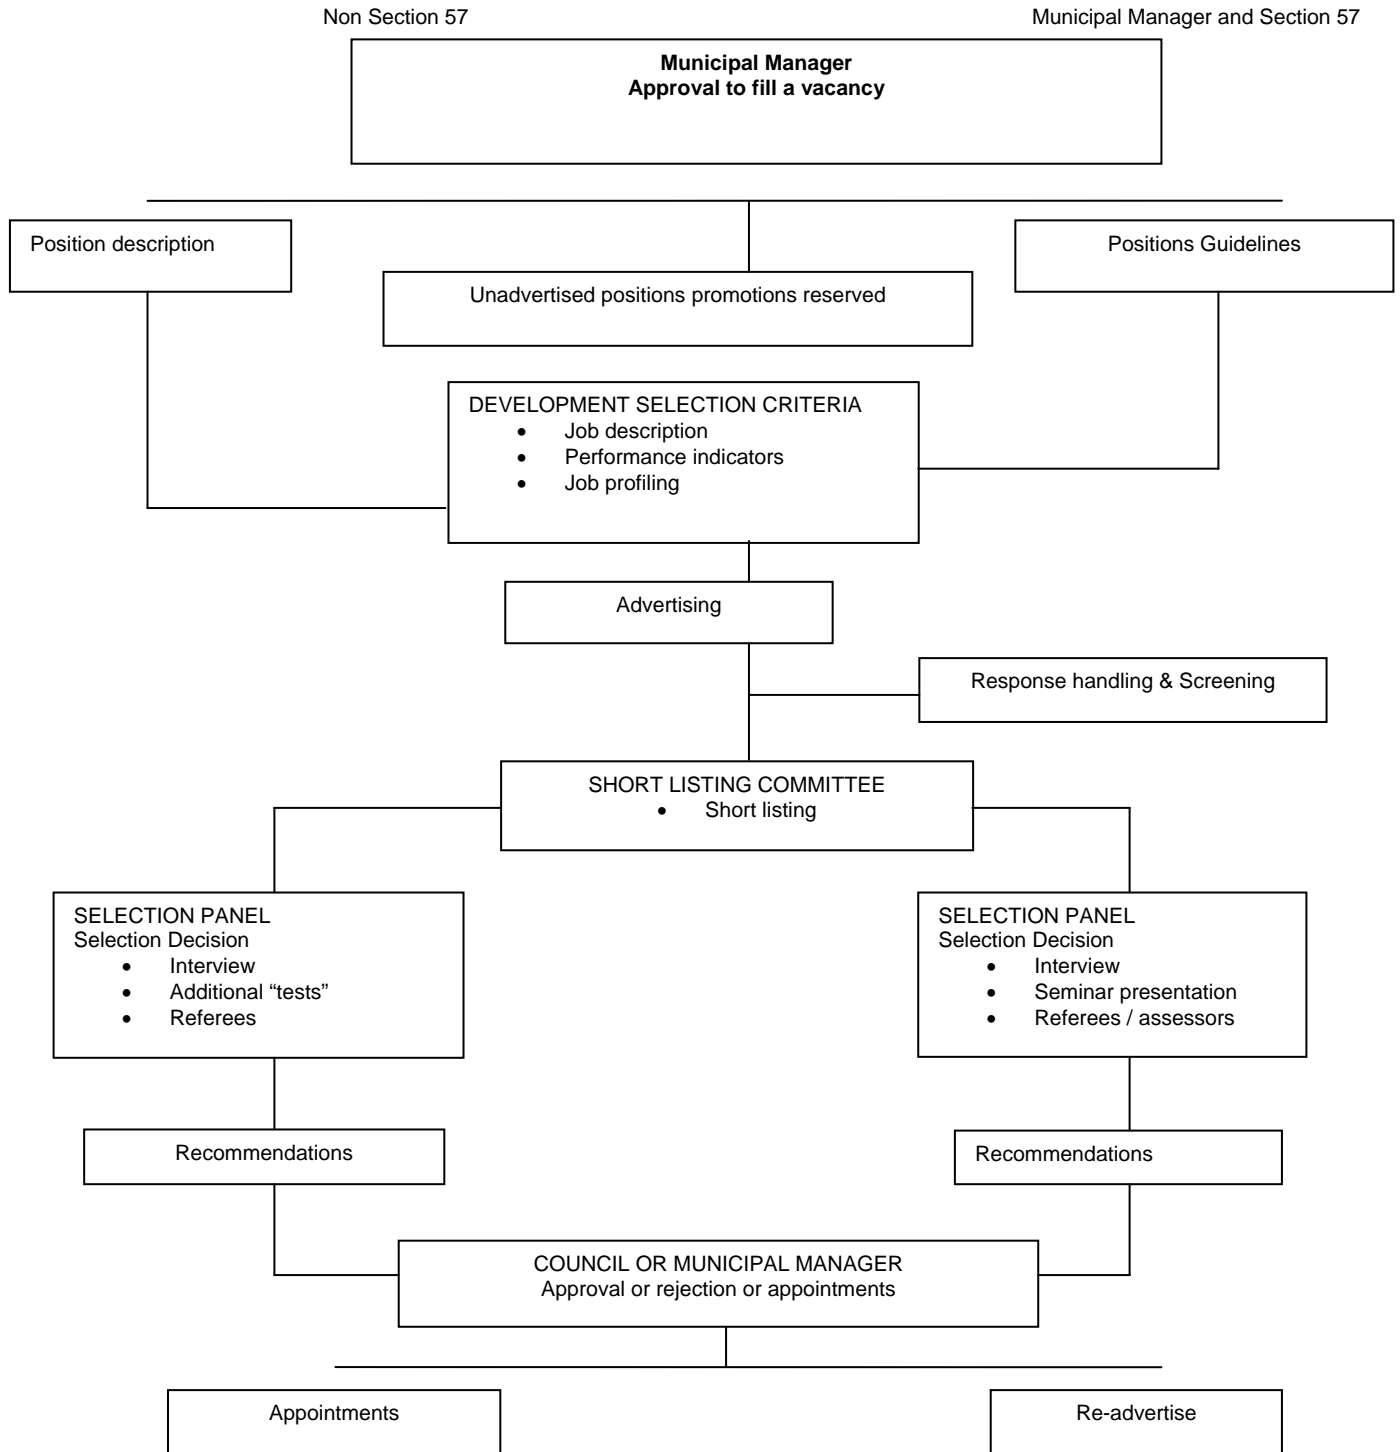 Non Section 57
Municipal Manager and Section 57
Municipal Manager
Approval to fill a vacancy
Position description
Positions Guidelines
Unadvertised positions promotions reserved
DEVELOPMENT SELECTION CRITERIA
• Job description
• Performance indicators
• Job profiling
Advertising
Response handling & Screening
SHORT LISTING COMMITTEE
• Short listing
SELECTION PANEL
Selection Decision
• Interview
• Additional “tests”
• Referees
SELECTION PANEL
Selection Decision
• Interview
• Seminar presentation
• Referees / assessors
Recommendations
Recommendations
COUNCIL OR MUNICIPAL MANAGER
Approval or rejection or appointments
Appointments
Re-advertise